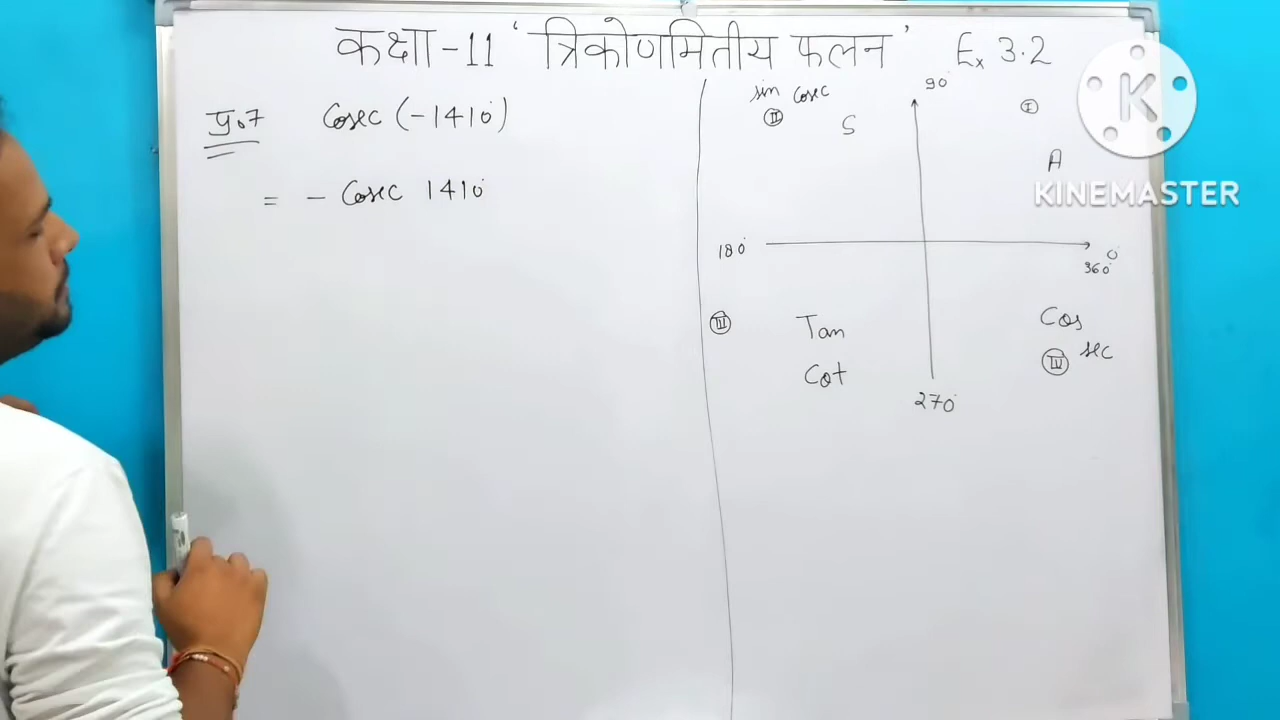 कक्षा-11 'त्रिकोणमितीय फलन' Ex 3.2
प्र.7 Cosec (-1410°)
= - Cosec 1410°
sin Cosec
II
S
90°
I
A
K
KINEMASTER
180°
0°
360°
III
Tan
Cot
Cos
sec
IV
270°